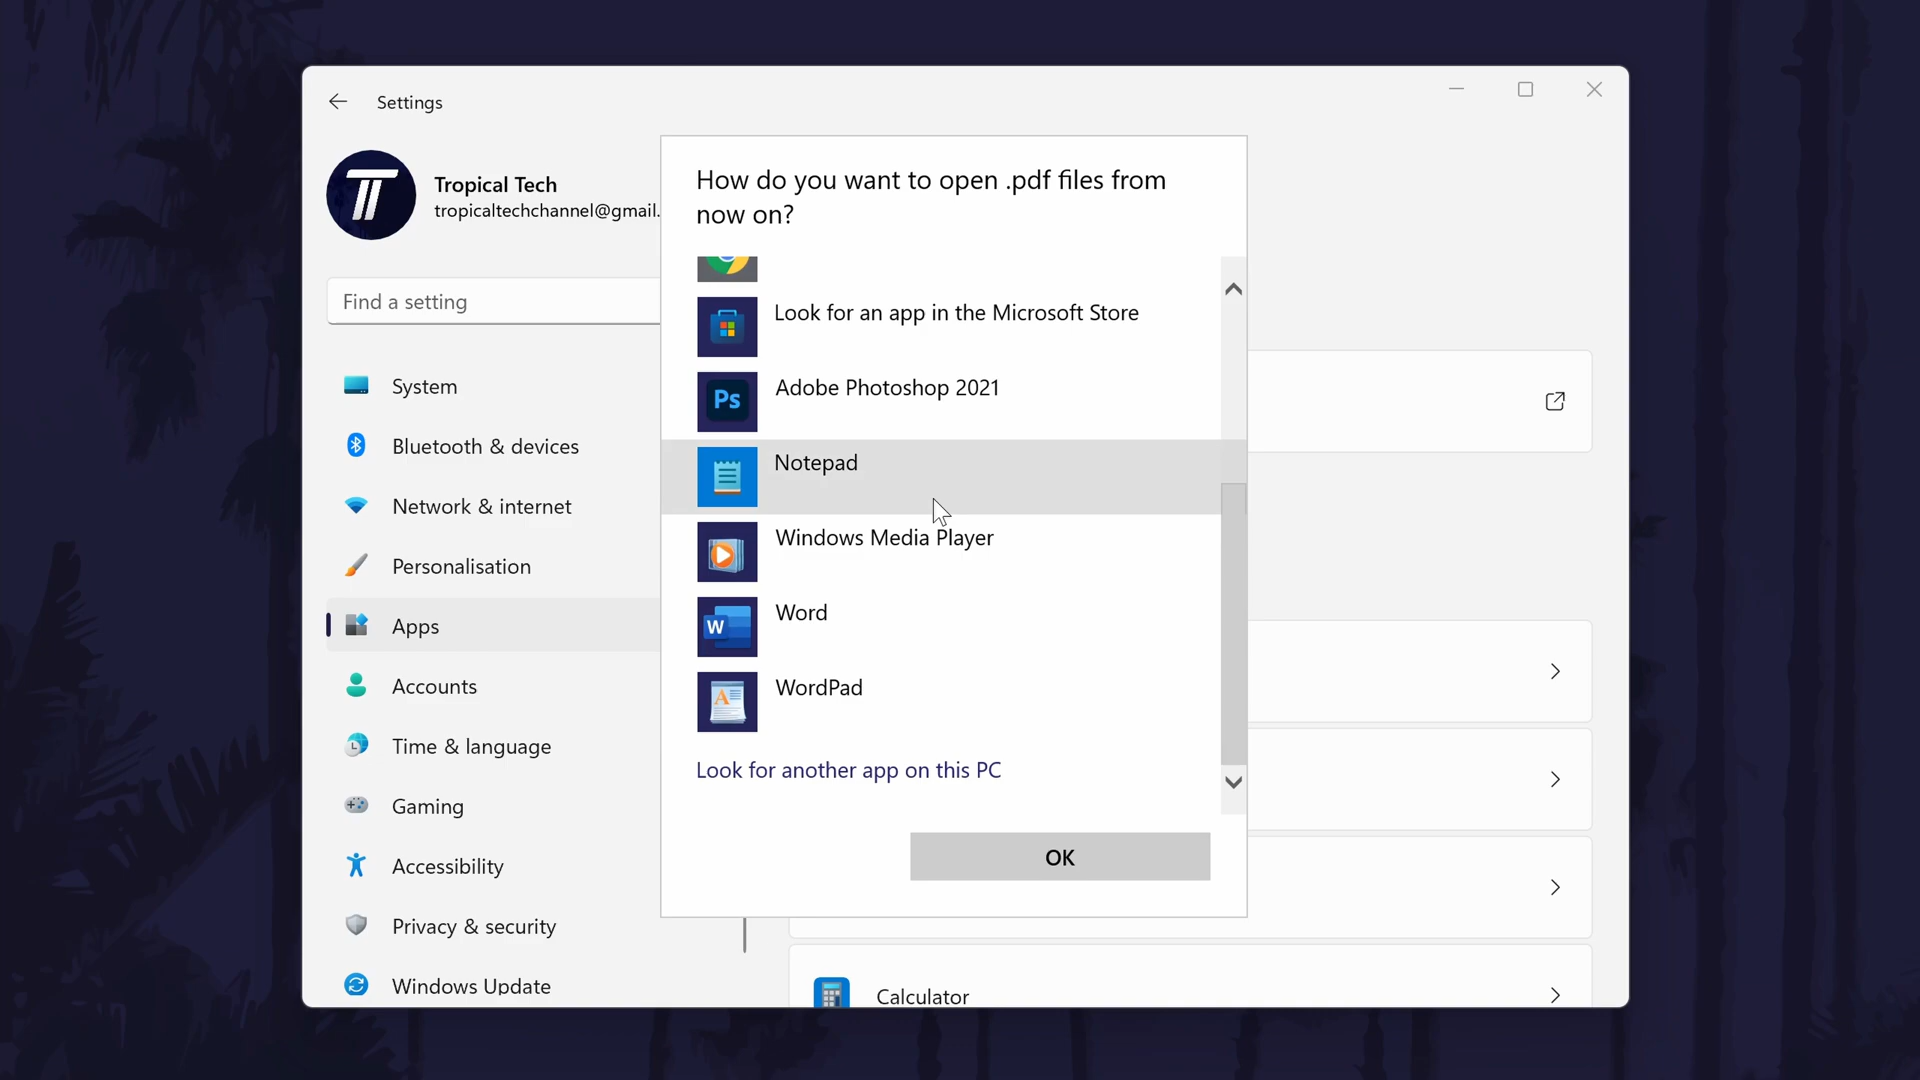 Settings
Tropical Tech
tropicaltechchannel@gmail.
Find a setting
System
Bluetooth & devices
Network & internet
Personalisation
Apps
Accounts
Time & language
Gaming
Accessibility
Privacy & security
Windows Update
How do you want to open .pdf files from
now on?
Look for an app in the Microsoft Store
Ps
Adobe Photoshop 2021
Notepad
Windows Media Player
W
Word
A
WordPad
Look for another app on this PC
OK
Calculator